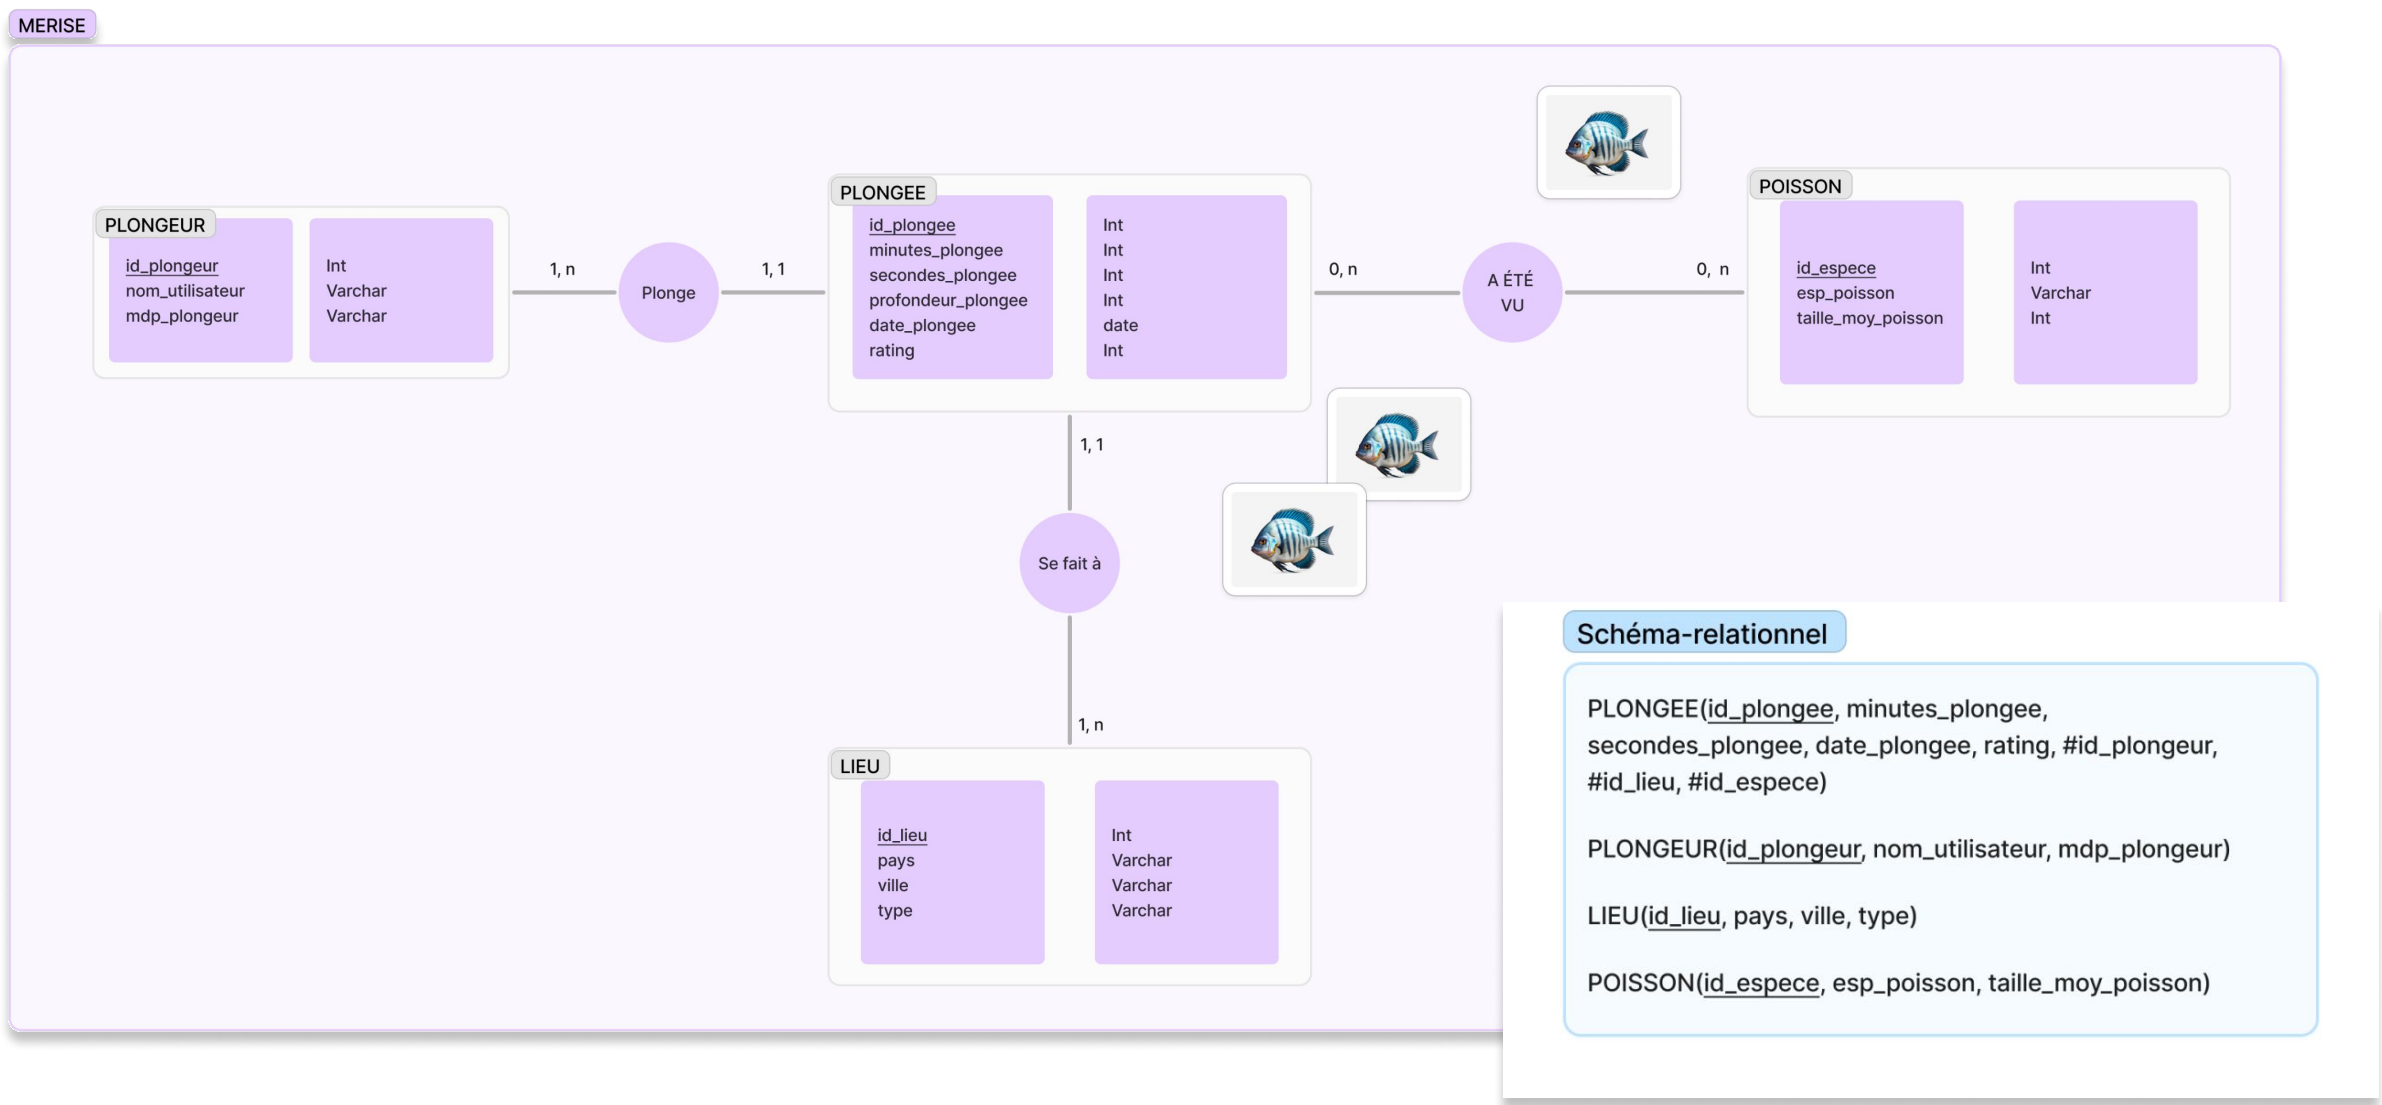 MERISE
PLONGEUR
id_plongeur
nom_utilisateur
mdp_plongeur
Int
Varchar
Varchar
1, n
Plonge
1, 1
PLONGEE
id_plongee
minutes_plongee
secondes_plongee
profondeur_plongee
date_plongee
rating
Int
Int
Int
Int
date
Int
0, n
A ÉTÉ
VU
0, n
POISSON
id_espece
esp_poisson
taille_moy_poisson
Int
Varchar
Int
1, 1
Se fait à
1, n
LIEU
id_lieu
pays
ville
type
Int
Varchar
Varchar
Varchar
Schéma-relationnel
PLONGEE(id_plongee, minutes_plongee,
secondes_plongee, date_plongee, rating, #id_plongeur,
#id_lieu, #id_espece)
PLONGEUR(id_plongeur, nom_utilisateur, mdp_plongeur)
LIEU(id_lieu, pays, ville, type)
POISSON(id_espece, esp_poisson, taille_moy_poisson)